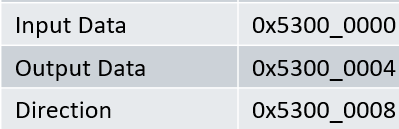 Input Data 0x5300_0000
Output Data 0x5300_0004
Direction 0x5300_0008